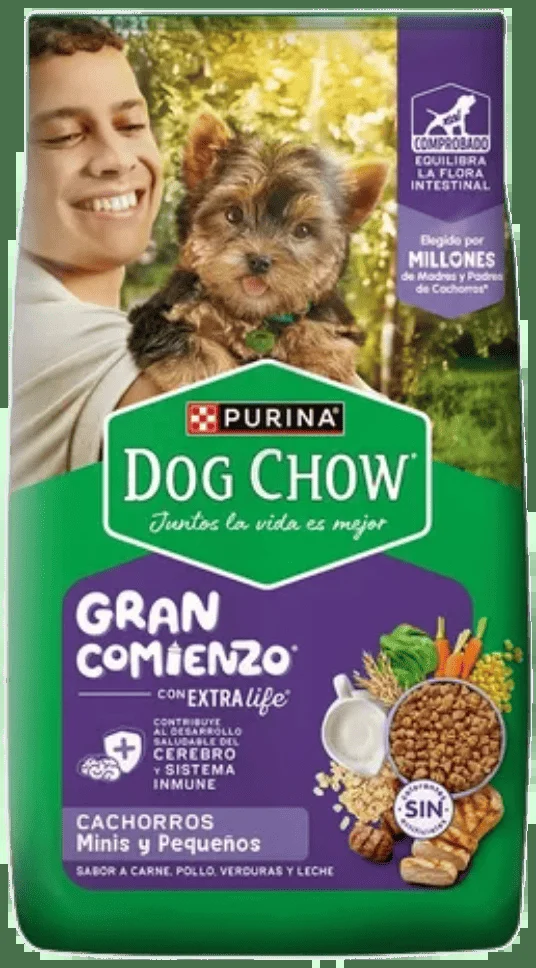 COMPROBADO
EQUILIBRA
LA FLORA
INTESTINAL
Elegido por
MILLONES
de Madres y Padres
de Cachorros*
PURINA®
DOG CHOW®
Juntos la vida es mejor
GRAN
COMIENZO®
CON EXTRA life®
CONTRIBUYE
AL DESARROLLO
SALUDABLE DEL
CEREBRO
Y SISTEMA
INMUNE
colorantes
SIN
artificiales
CACHORROS
Minis y Pequeños
SABOR A CARNE, POLLO, VERDURAS Y LECHE